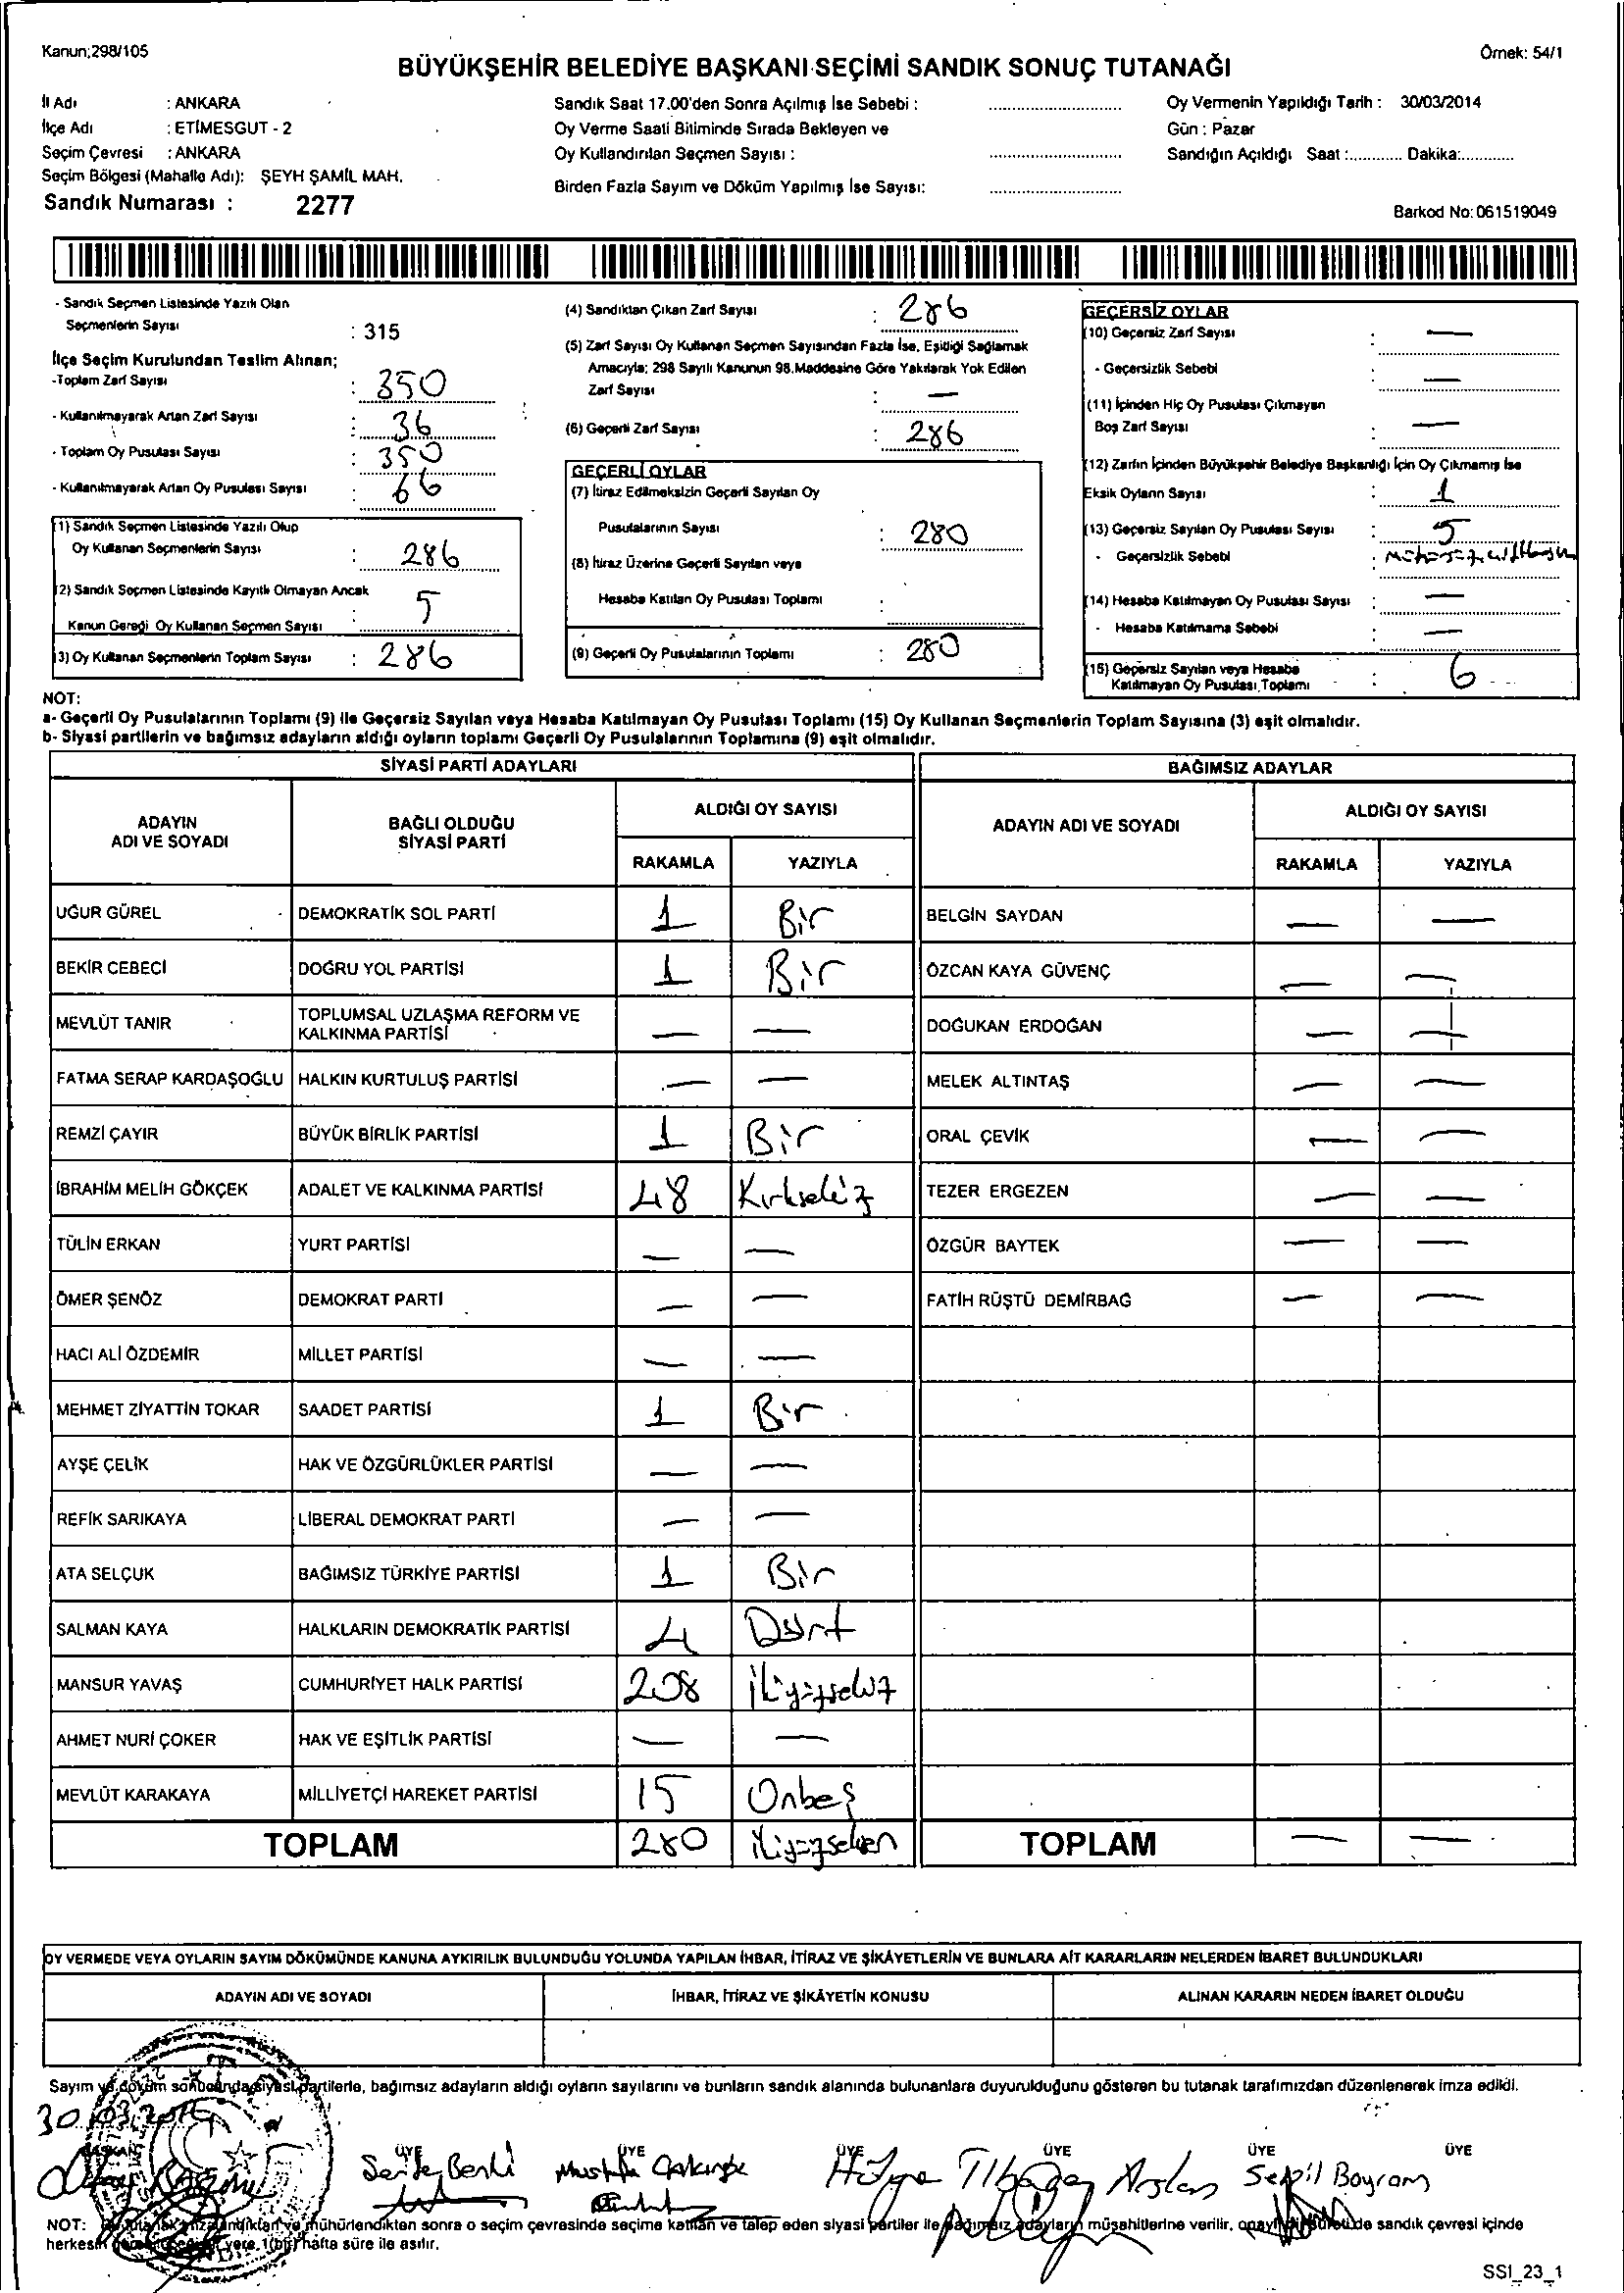 Kanun;298/105
Örnek: 54/1
BÜYÜKŞEHİR BELEDİYE BAŞKANI SEÇİMİ SANDIK SONUÇ TUTANAĞI
İl Adı : ANKARA
İlçe Adı : ETİMESGUT - 2
Seçim Çevresi : ANKARA
Seçim Bölgesi (Mahalle Adı): ŞEYH ŞAMİL MAH.
Sandık Numarası : 2277
Sandık Saat 17.00'den Sonra Açılmış İse Sebebi :
Oy Verme Saati Bitiminde Sırada Bekleyen ve
Oy Kullandırılan Seçmen Sayısı :
Birden Fazla Sayım ve Döküm Yapılmış İse Sayısı:
Oy Vermenin Yapıldığı Tarih : 30/03/2014
Gün : Pazar
Sandığın Açıldığı Saat :............ Dakika:............
Barkod No: 061519049
- Sandık Seçmen Listesinde Yazılı Olan
Seçmenlerin Sayısı : 315
İlçe Seçim Kurulundan Teslim Alınan;
-Toplam Zarf Sayısı : 350
- Kullanılmayarak Artan Zarf Sayısı : 36
- Toplam Oy Pusulası Sayısı : 350
- Kullanılmayarak Artan Oy Pusulası Sayısı : 66
(1) Sandık Seçmen Listesinde Yazılı Olup
Oy Kullanan Seçmenlerin Sayısı : 286
(2) Sandık Seçmen Listesinde Kayıtlı Olmayan Ancak
Kanun Gereği Oy Kullanan Seçmen Sayısı : 5
(3) Oy Kullanan Seçmenlerin Toplam Sayısı : 286
(4) Sandıktan Çıkan Zarf Sayısı : 286
(5) Zarf Sayısı Oy Kullanan Seçmen Sayısından Fazla İse, Eşitliği Sağlamak
Amacıyla; 298 Sayılı Kanunun 98.Maddesine Göre Yakılarak Yok Edilen
Zarf Sayısı : —
(6) Geçerli Zarf Sayısı : 286
GEÇERLİ OYLAR
(7) İtiraz Edilmeksizin Geçerli Sayılan Oy
Pusulalarının Sayısı : 280
(8) İtiraz Üzerine Geçerli Sayılan veya
Hesaba Katılan Oy Pusulası Toplamı :
(9) Geçerli Oy Pusulalarının Toplamı : 280
GEÇERSİZ OYLAR
(10) Geçersiz Zarf Sayısı : —
- Geçersizlik Sebebi : —
(11) İçinden Hiç Oy Pusulası Çıkmayan
Boş Zarf Sayısı : —
(12) Zarfın İçinden Büyükşehir Belediye Başkanlığı İçin Oy Çıkmamış İse
Eksik Oyların Sayısı : 1
(13) Geçersiz Sayılan Oy Pusulası Sayısı : 5
- Geçersizlik Sebebi :
(14) Hesaba Katılmayan Oy Pusulası Sayısı : —
- Hesaba Katılmama Sebebi : —
(15) Geçersiz Sayılan veya Hesaba
Katılmayan Oy Pusulası Toplamı : 6
NOT:
a- Geçerli Oy Pusulalarının Toplamı (9) ile Geçersiz Sayılan veya Hesaba Katılmayan Oy Pusulası Toplamı (15) Oy Kullanan Seçmenlerin Toplam Sayısına (3) eşit olmalıdır.
b- Siyasi partilerin ve bağımsız adayların aldığı oyların toplamı Geçerli Oy Pusulalarının Toplamına (9) eşit olmalıdır.
SİYASİ PARTİ ADAYLARI
BAĞIMSIZ ADAYLAR
ADAYIN ADI VE SOYADI BAĞLI OLDUĞU SİYASİ PARTİ ALDIĞI OY SAYISI
RAKAMLA YAZIYLA
ADAYIN ADI VE SOYADI ALDIĞI OY SAYISI
RAKAMLA YAZIYLA
UĞUR GÜREL DEMOKRATİK SOL PARTİ 1 Bir BELGİN SAYDAN — —
BEKİR CEBECİ DOĞRU YOL PARTİSİ 1 Bir ÖZCAN KAYA GÜVENÇ — —
MEVLÜT TANIR TOPLUMSAL UZLAŞMA REFORM VE KALKINMA PARTİSİ — — DOĞUKAN ERDOĞAN — —
FATMA SERAP KARDAŞOĞLU HALKIN KURTULUŞ PARTİSİ — — MELEK ALTINTAŞ — —
REMZİ ÇAYIR BÜYÜK BİRLİK PARTİSİ 1 Bir ORAL ÇEVİK — —
İBRAHİM MELİH GÖKÇEK ADALET VE KALKINMA PARTİSİ 48 Kırksekiz TEZER ERGEZEN — —
TÜLİN ERKAN YURT PARTİSİ — — ÖZGÜR BAYTEK — —
ÖMER ŞENÖZ DEMOKRAT PARTİ — — FATİH RÜŞTÜ DEMİRBAĞ — —
HACI ALİ ÖZDEMİR MİLLET PARTİSİ — —
MEHMET ZİYATTİN TOKAR SAADET PARTİSİ 1 Bir
AYŞE ÇELİK HAK VE ÖZGÜRLÜKLER PARTİSİ — —
REFİK SARIKAYA LİBERAL DEMOKRAT PARTİ — —
ATA SELÇUK BAĞIMSIZ TÜRKİYE PARTİSİ 1 Bir
SALMAN KAYA HALKLARIN DEMOKRATİK PARTİSİ 4 Dört
MANSUR YAVAŞ CUMHURİYET HALK PARTİSİ 208 ikiyüzsekiz
AHMET NURİ ÇOKER HAK VE EŞİTLİK PARTİSİ — —
MEVLÜT KARAKAYA MİLLİYETÇİ HAREKET PARTİSİ 15 Onbeş
TOPLAM 280 ikiyüzseksen TOPLAM — —
OY VERMEDE VEYA OYLARIN SAYIM DÖKÜMÜNDE KANUNA AYKIRILIK BULUNDUĞU YOLUNDA YAPILAN İHBAR, İTİRAZ VE ŞİKÂYETLERİN VE BUNLARA AİT KARARLARIN NELERDEN İBARET BULUNDUKLARI
ADAYIN ADI VE SOYADI İHBAR, İTİRAZ VE ŞİKÂYETİN KONUSU ALINAN KARARIN NEDEN İBARET OLDUĞU
Sayım ve döküm sonucunda siyasi partilerle, bağımsız adayların aldığı oyların sayılarını ve bunların sandık alanında bulunanlara duyurulduğunu gösteren bu tutanak tarafımızdan düzenlenerek imza edildi.
30.03.2014
BAŞKAN ÜYE ÜYE ÜYE ÜYE ÜYE ÜYE
Mustafa Hülya Arslan Serpil Bayram
NOT: mühürlendikten sonra o seçim çevresinde seçime katılan ve talep eden siyasi partiler ile bağımsız adayların müşahitlerine verilir, onaylı bir sureti de sandık çevresi içinde
herkesin yere 1(bir) hafta süre ile asılır.
SSI_23_1